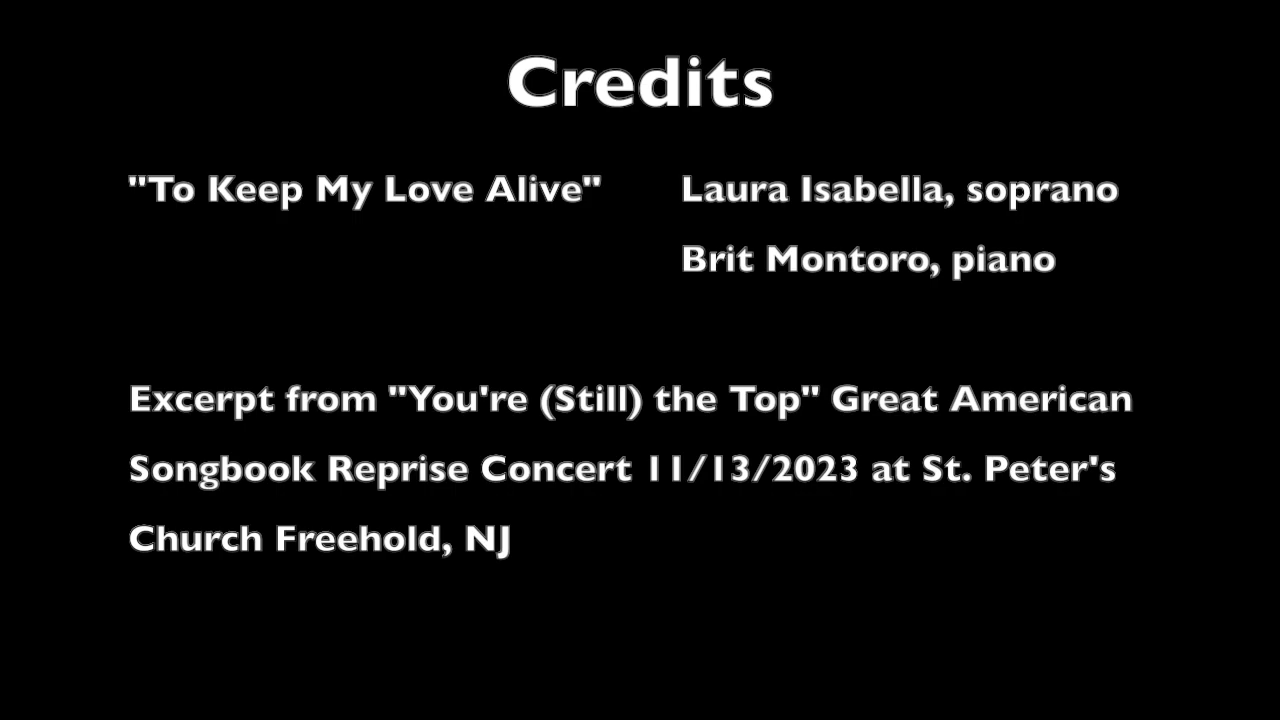 Credits
"To Keep My Love Alive" Laura Isabella, soprano
Brit Montoro, piano
Excerpt from "You're (Still) the Top" Great American
Songbook Reprise Concert 11/13/2023 at St. Peter's
Church Freehold, NJ